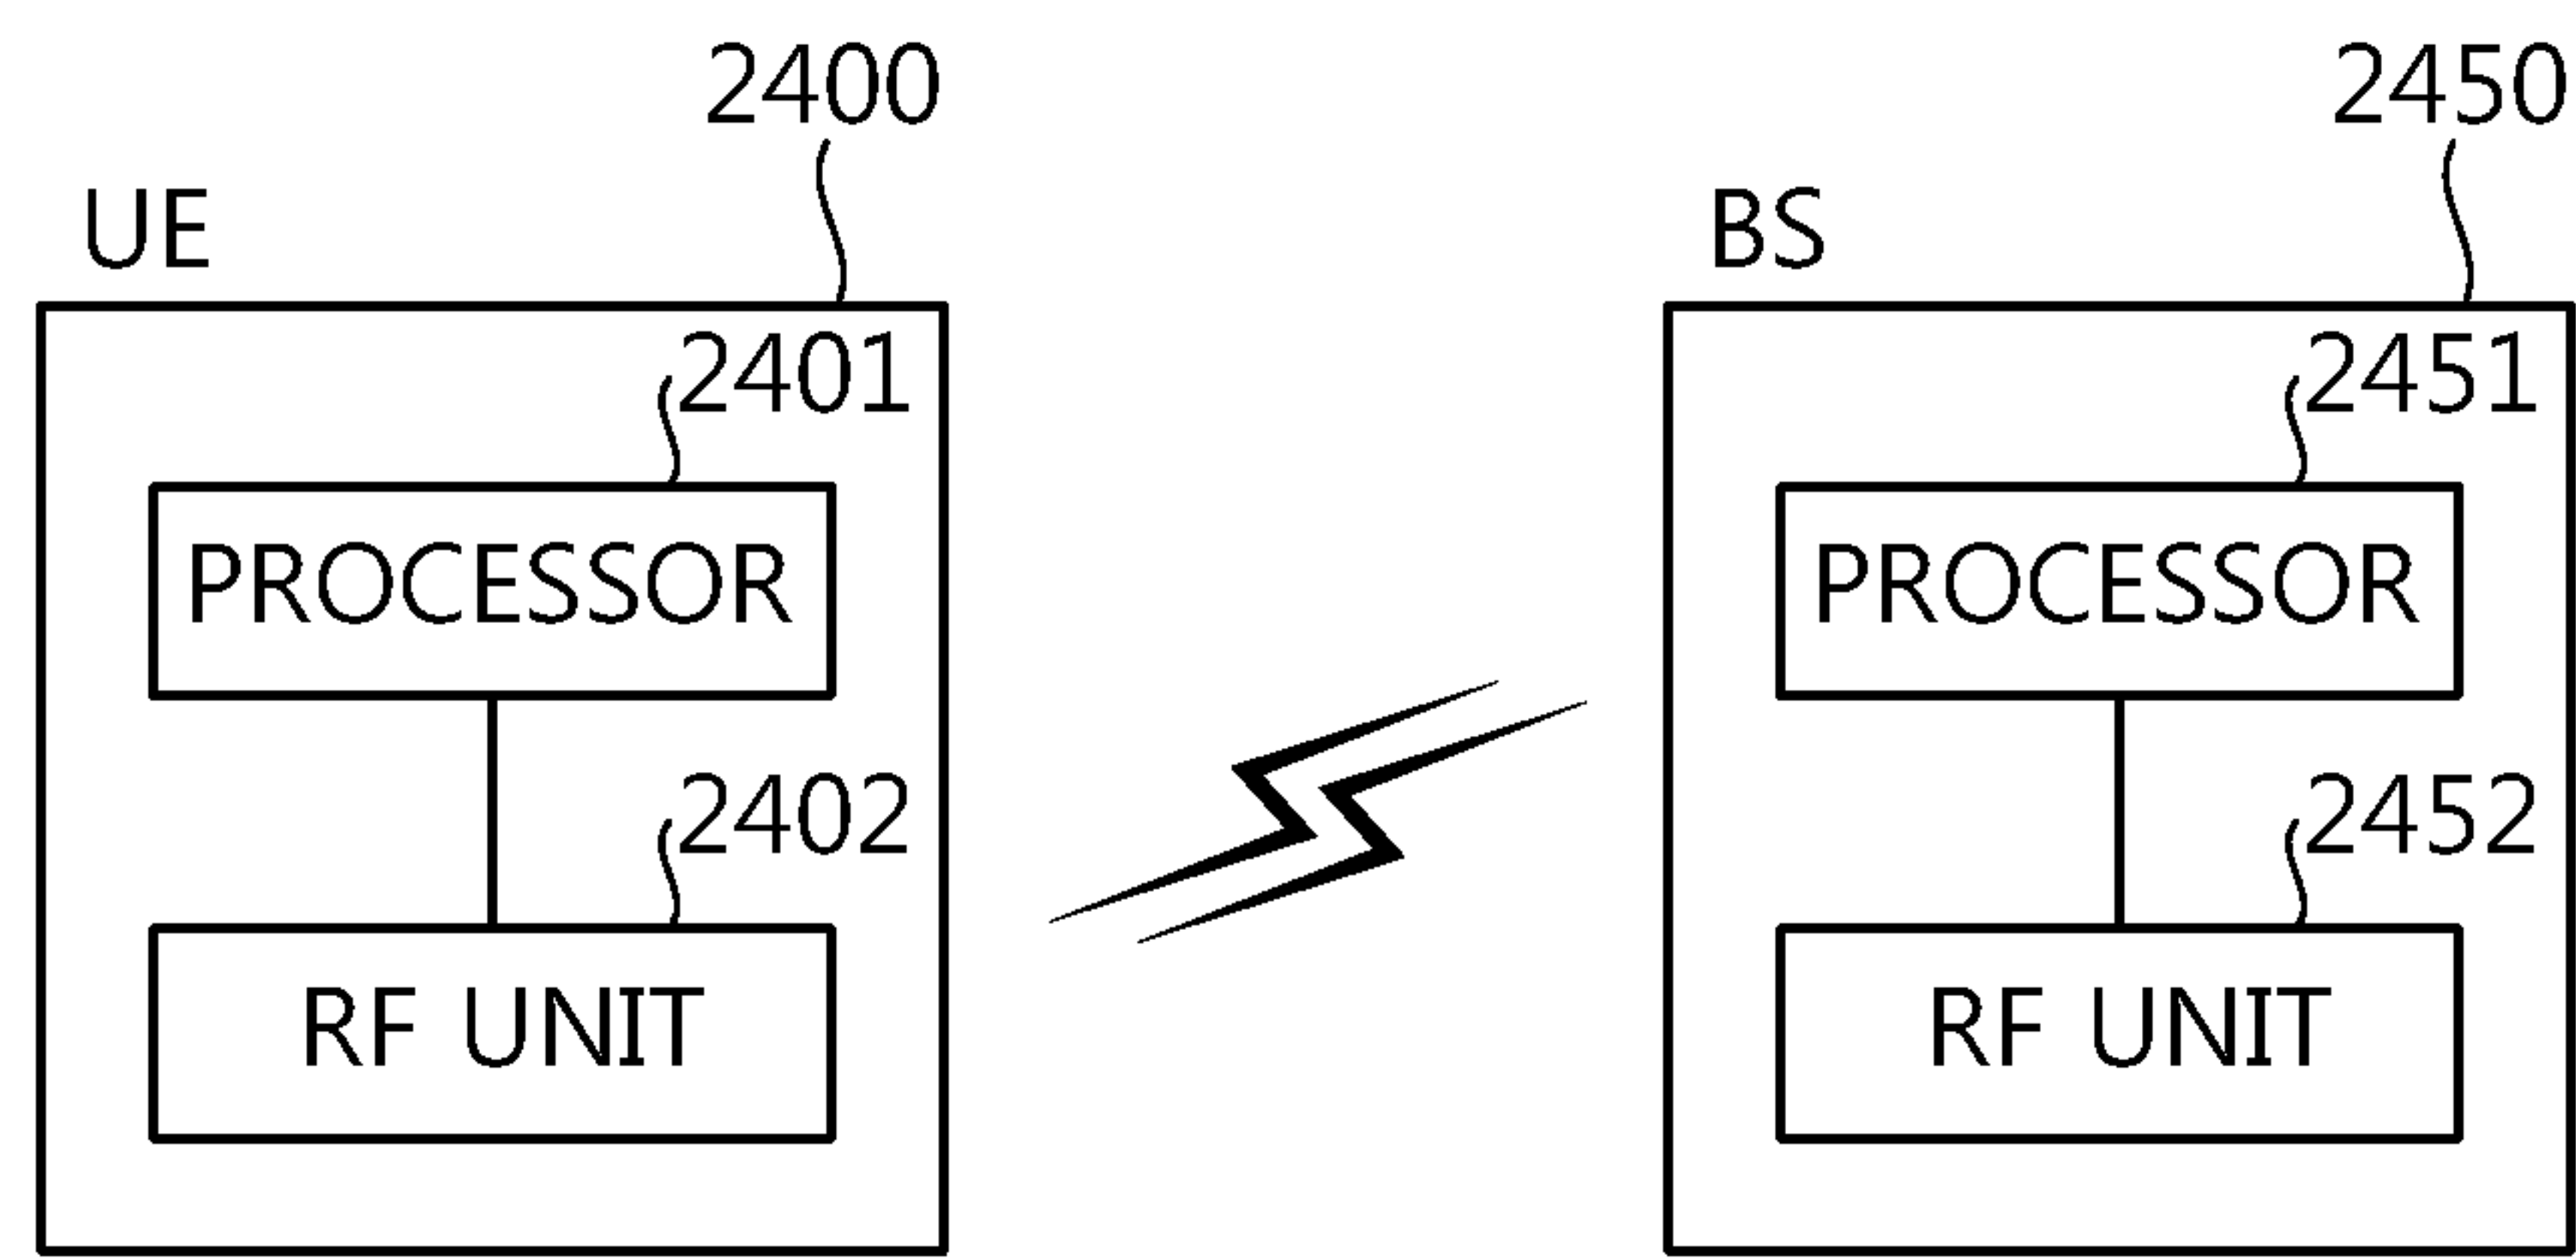 2400
UE
2401
PROCESSOR
2402
RF UNIT
2450
BS
2451
PROCESSOR
2452
RF UNIT